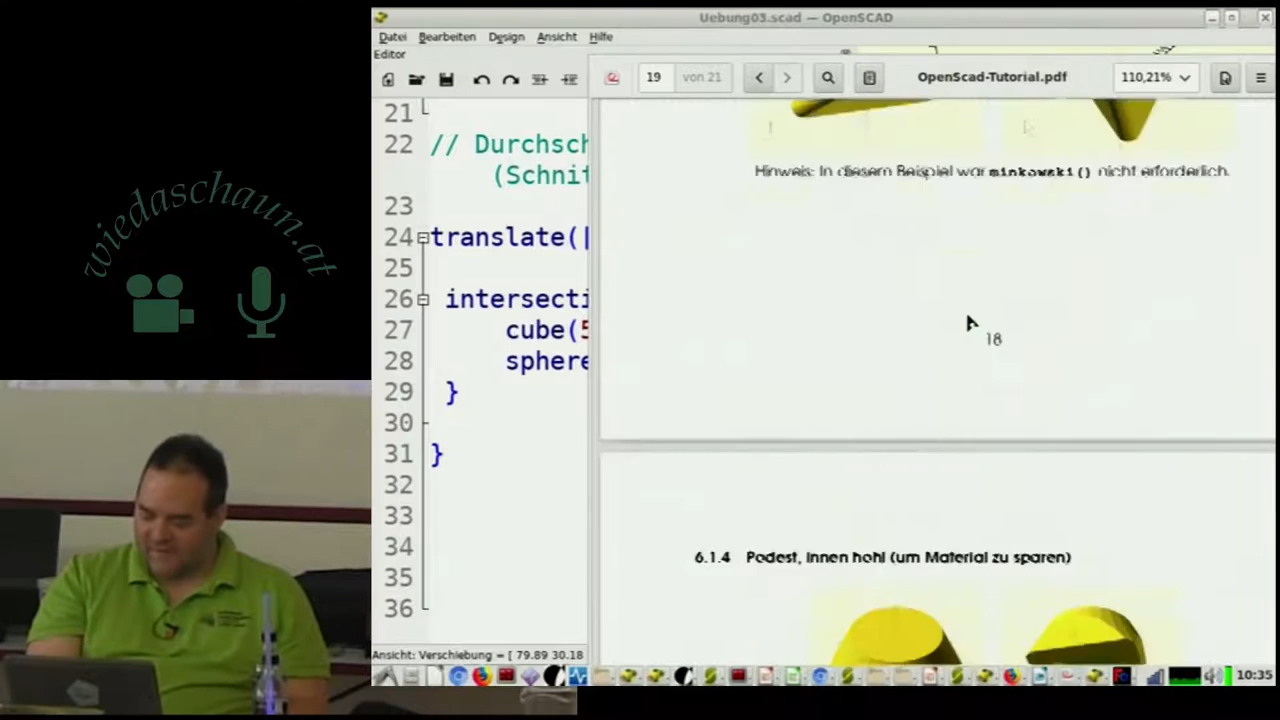 wiedaschaun.at
Uebung03.scad — OpenSCAD
Datei Bearbeiten Design Ansicht Hilfe
Editor
19 von 21 OpenScad-Tutorial.pdf 110,21%
21
22 // Durchsch
(Schnit
23
24 translate([
25
26 intersecti
27 cube(5
28 sphere
29 }
30
31 }
32
33
34
35
36
Hinweis: In diesem Beispiel war minkowski() nicht erforderlich.
18
6.1.4 Podest, innen hohl (um Material zu sparen)
Ansicht: Verschiebung = [ 79.89 30.18
10:35